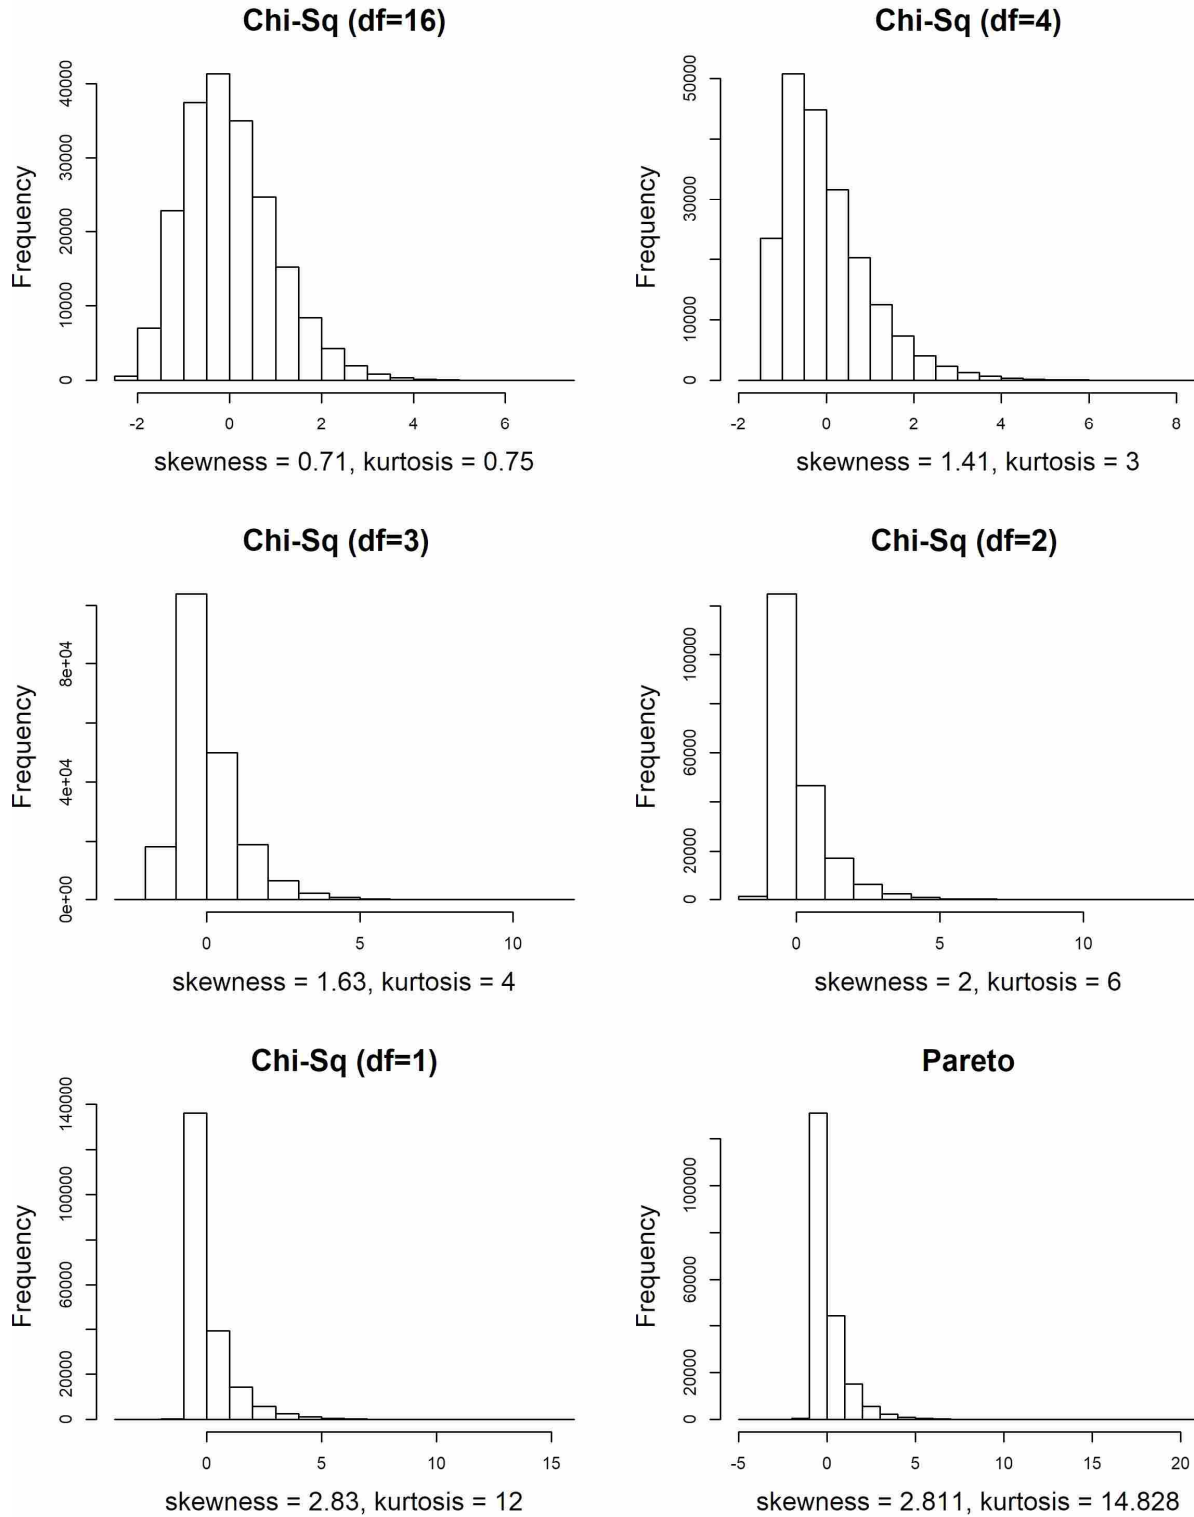 Chi-Sq (df=16)
Frequency
0
10000
20000
30000
40000
-2 0 2 4 6
skewness = 0.71, kurtosis = 0.75
Chi-Sq (df=4)
Frequency
0
10000
30000
50000
-2 0 2 4 6 8
skewness = 1.41, kurtosis = 3
Chi-Sq (df=3)
Frequency
0e+00
4e+04
8e+04
0 5 10
skewness = 1.63, kurtosis = 4
Chi-Sq (df=2)
Frequency
0
20000
60000
100000
0 5 10
skewness = 2, kurtosis = 6
Chi-Sq (df=1)
Frequency
0
20000
60000
100000
140000
0 5 10 15
skewness = 2.83, kurtosis = 12
Pareto
Frequency
0
20000
60000
100000
-5 0 5 10 15 20
skewness = 2.811, kurtosis = 14.828